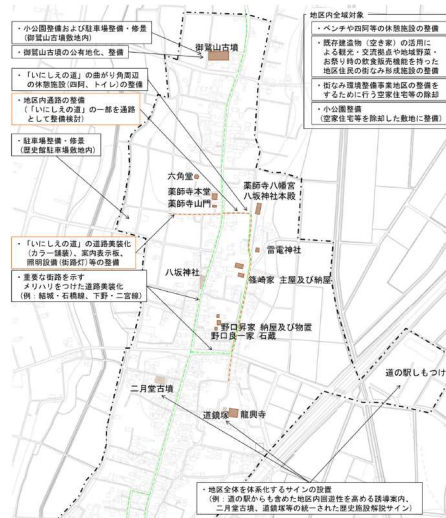 ・小公園整備および駐車場整備・修景
（御鷲山古墳敷地内）
・御鷲山古墳の公有地化、整備
・「いにしえの道」の曲がり角周辺
の休憩施設（四阿、トイレ）の整備
・地区内通路の整備
（「いにしえの道」の一部を通路
として整備検討）
・駐車場整備・修景
（歴史館駐車場敷地内）
・「いにしえの道」の道路美装化
（カラー舗装）、案内表示板、
照明設備（街路灯）等の整備
・重要な街路を示す
メリハリをつけた道路美装化
（例：結城・石橋線、下野・二宮線）
御鷲山古墳
地区内全域対象
・ベンチや四阿等の休憩施設の整備
・既存建造物（空き家）の活用に
よる観光・交流拠点や地域野菜・
お祭り時の飲食販売機能を持った
地区住民の街なみ形成施設の整備
・街なみ環境整備事業地区の整備を
するために行う空家住宅等の除却
・小公園整備
（空家住宅等を除却した敷地に整備）
六角堂
薬師寺本堂
薬師寺山門
薬師寺八幡宮
八坂神社本殿
雷電神社
八坂神社
篠崎家 主屋及び納屋
野口昇家 納屋及び物置
野口良一家 石蔵
道の駅しもつけ
二月堂古墳
道鏡塚
龍興寺
・地区全体を体系化するサインの設置
（例：道の駅からも含めた地区内回遊性を高める誘導案内、
二月堂古墳、道鏡塚等の統一された歴史施設解説サイン）